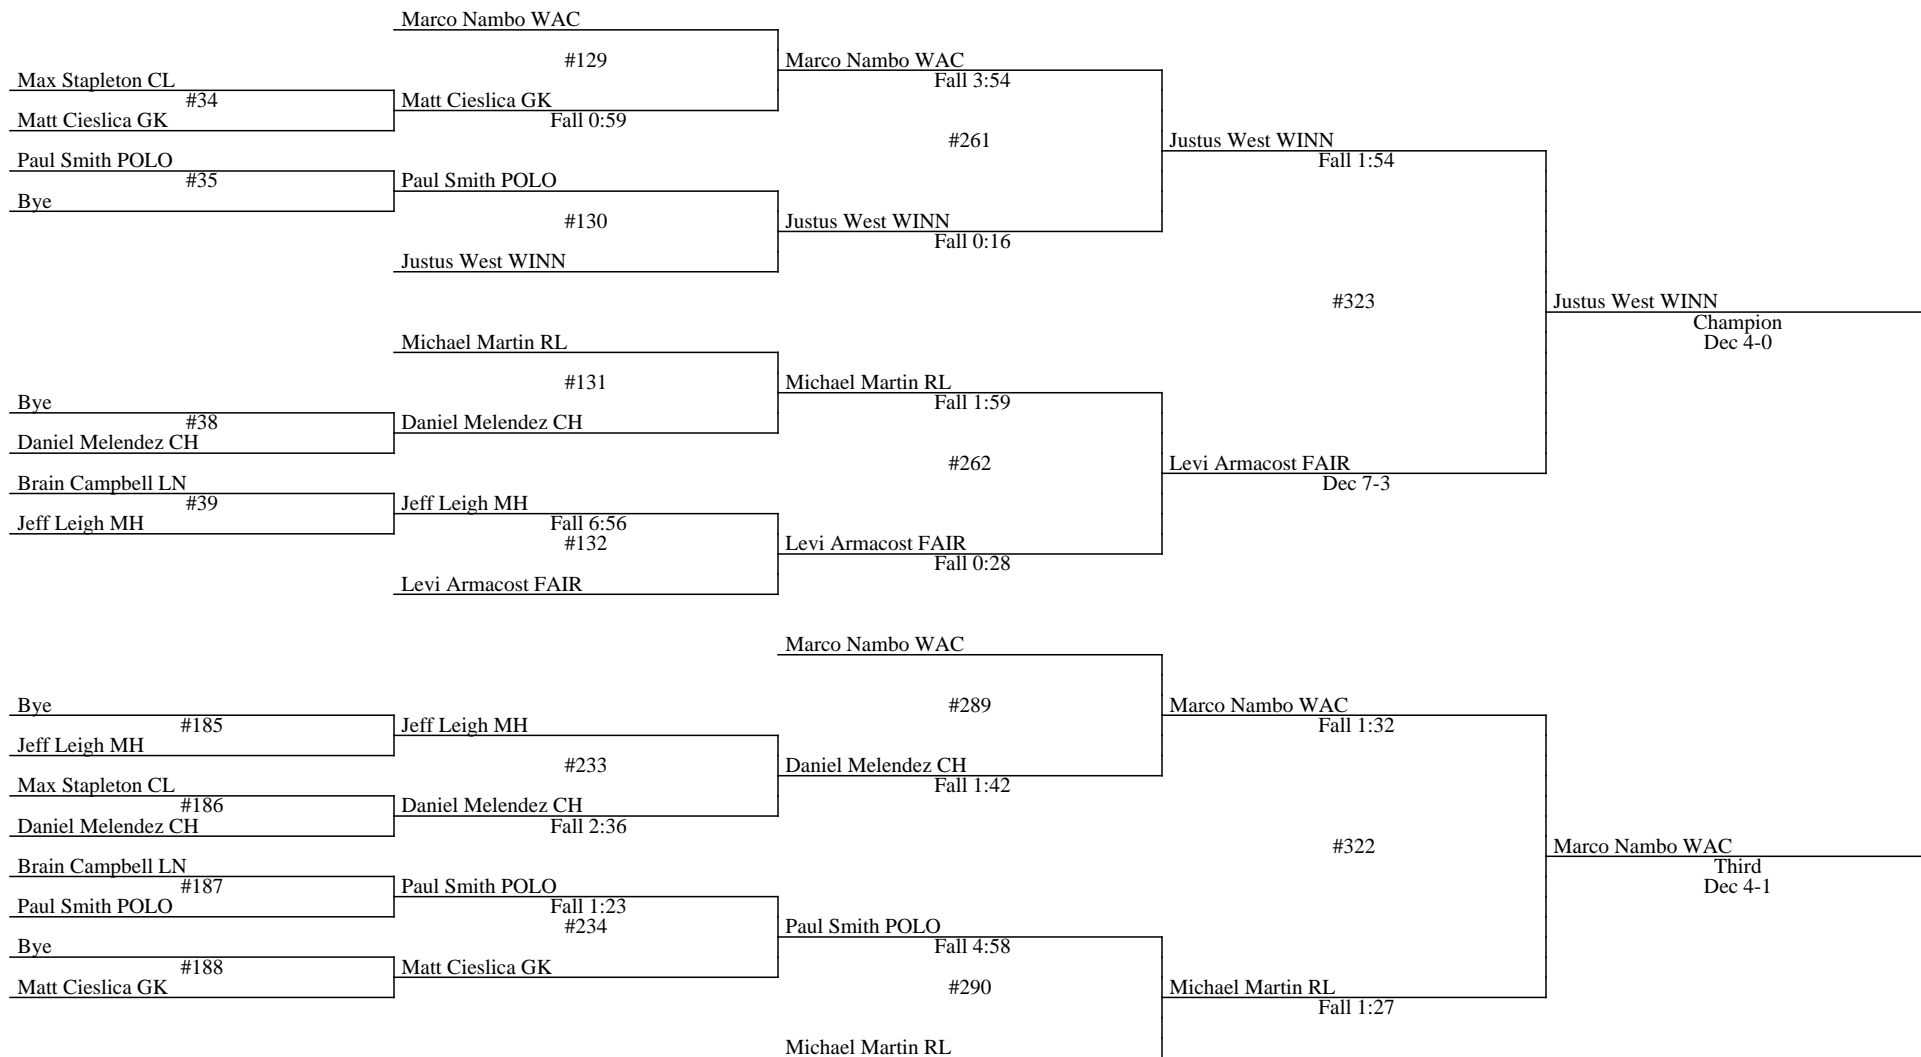 Marco Nambo WAC
#129
Marco Nambo WAC
Max Stapleton CL
Fall 3:54
#34
Matt Cieslica GK
Matt Cieslica GK
Fall 0:59
#261
Justus West WINN
Paul Smith POLO
Fall 1:54
#35
Paul Smith POLO
Bye
#130
Justus West WINN
Fall 0:16
Justus West WINN
#323
Justus West WINN
Champion
Dec 4-0
Michael Martin RL
#131
Michael Martin RL
Bye
Fall 1:59
#38
Daniel Melendez CH
Daniel Melendez CH
#262
Levi Armacost FAIR
Brain Campbell LN
Dec 7-3
#39
Jeff Leigh MH
Jeff Leigh MH
Fall 6:56
#132
Levi Armacost FAIR
Fall 0:28
Levi Armacost FAIR
Marco Nambo WAC
#289
Marco Nambo WAC
Bye
Fall 1:32
#185
Jeff Leigh MH
Jeff Leigh MH
#233
Daniel Melendez CH
Max Stapleton CL
Fall 1:42
#186
Daniel Melendez CH
Daniel Melendez CH
Fall 2:36
#322
Marco Nambo WAC
Brain Campbell LN
Third
#187
Paul Smith POLO
Dec 4-1
Paul Smith POLO
Fall 1:23
#234
Paul Smith POLO
Bye
Fall 4:58
#188
Matt Cieslica GK
Matt Cieslica GK
#290
Michael Martin RL
Fall 1:27
Michael Martin RL